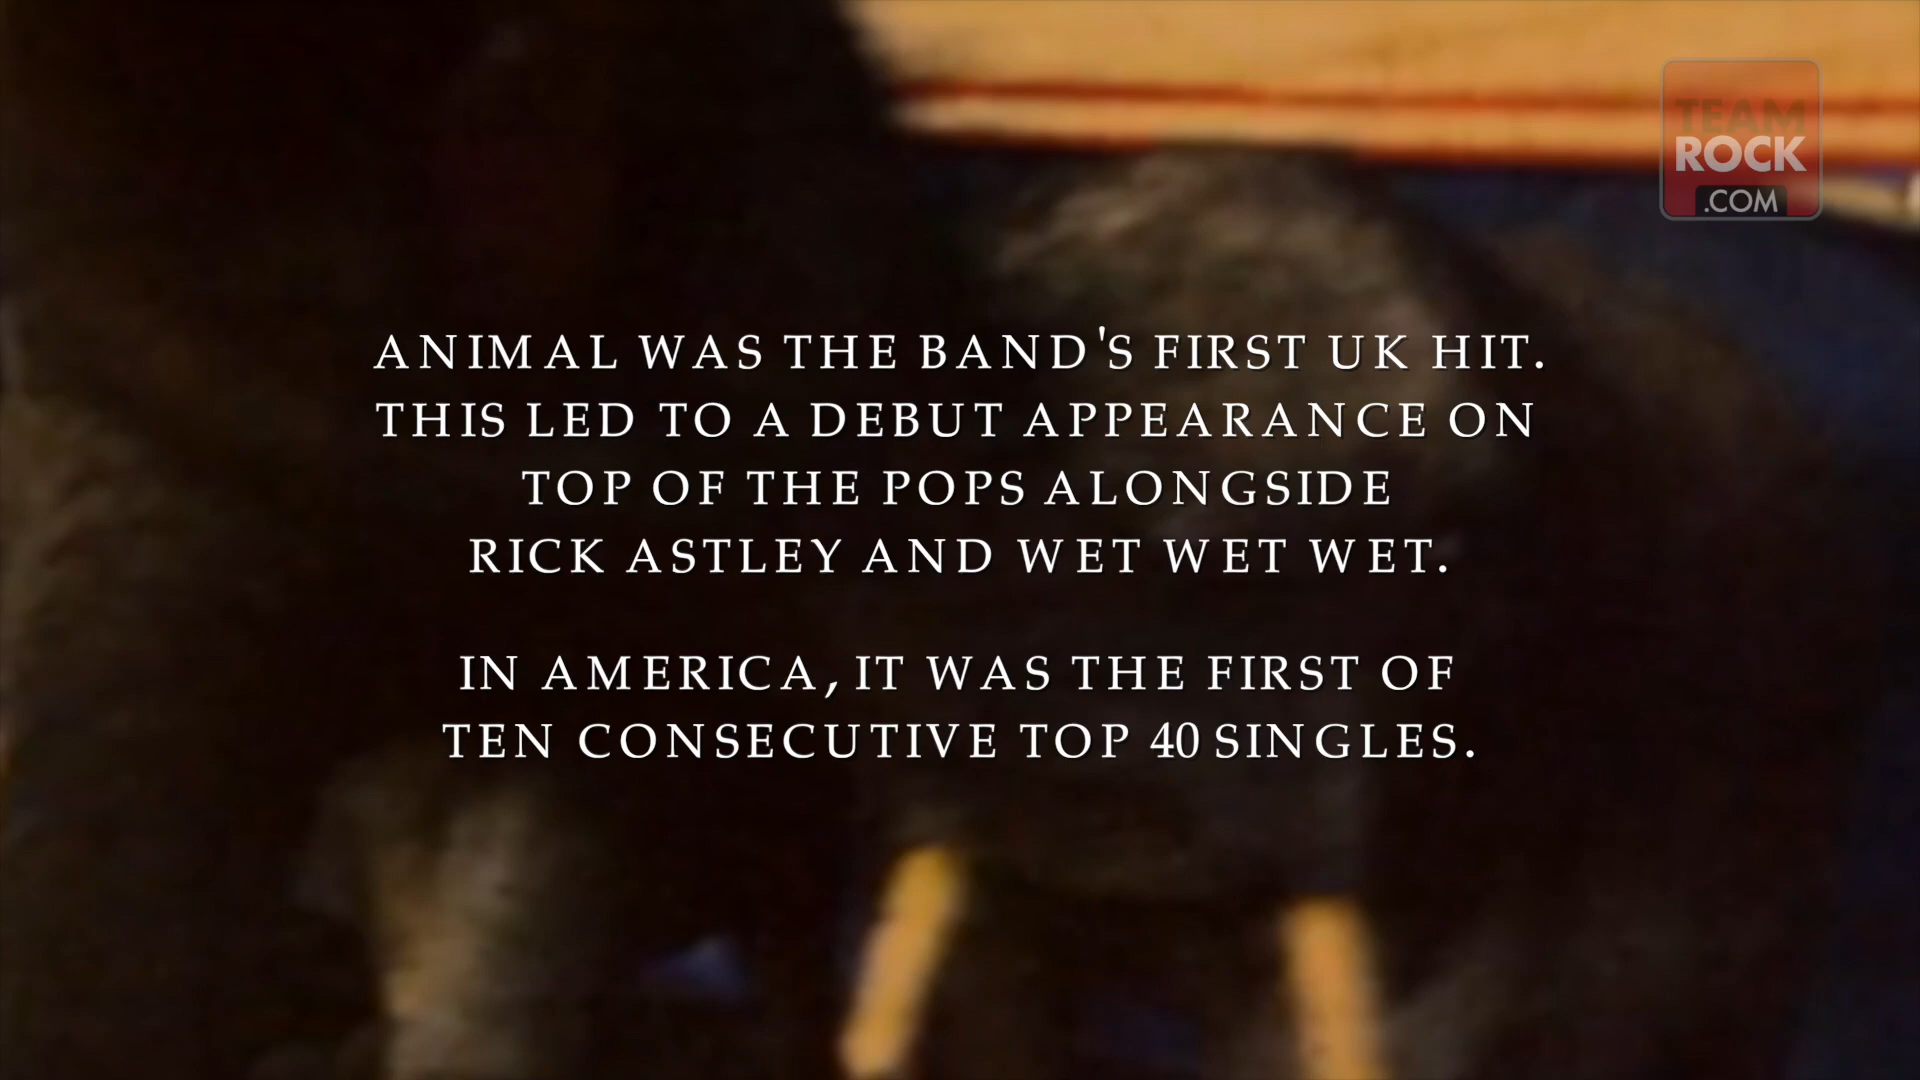 TEAM
ROCK
.COM
ANIMAL WAS THE BAND'S FIRST UK HIT.
THIS LED TO A DEBUT APPEARANCE ON
TOP OF THE POPS ALONGSIDE
RICK ASTLEY AND WET WET WET.
IN AMERICA, IT WAS THE FIRST OF
TEN CONSECUTIVE TOP 40 SINGLES.